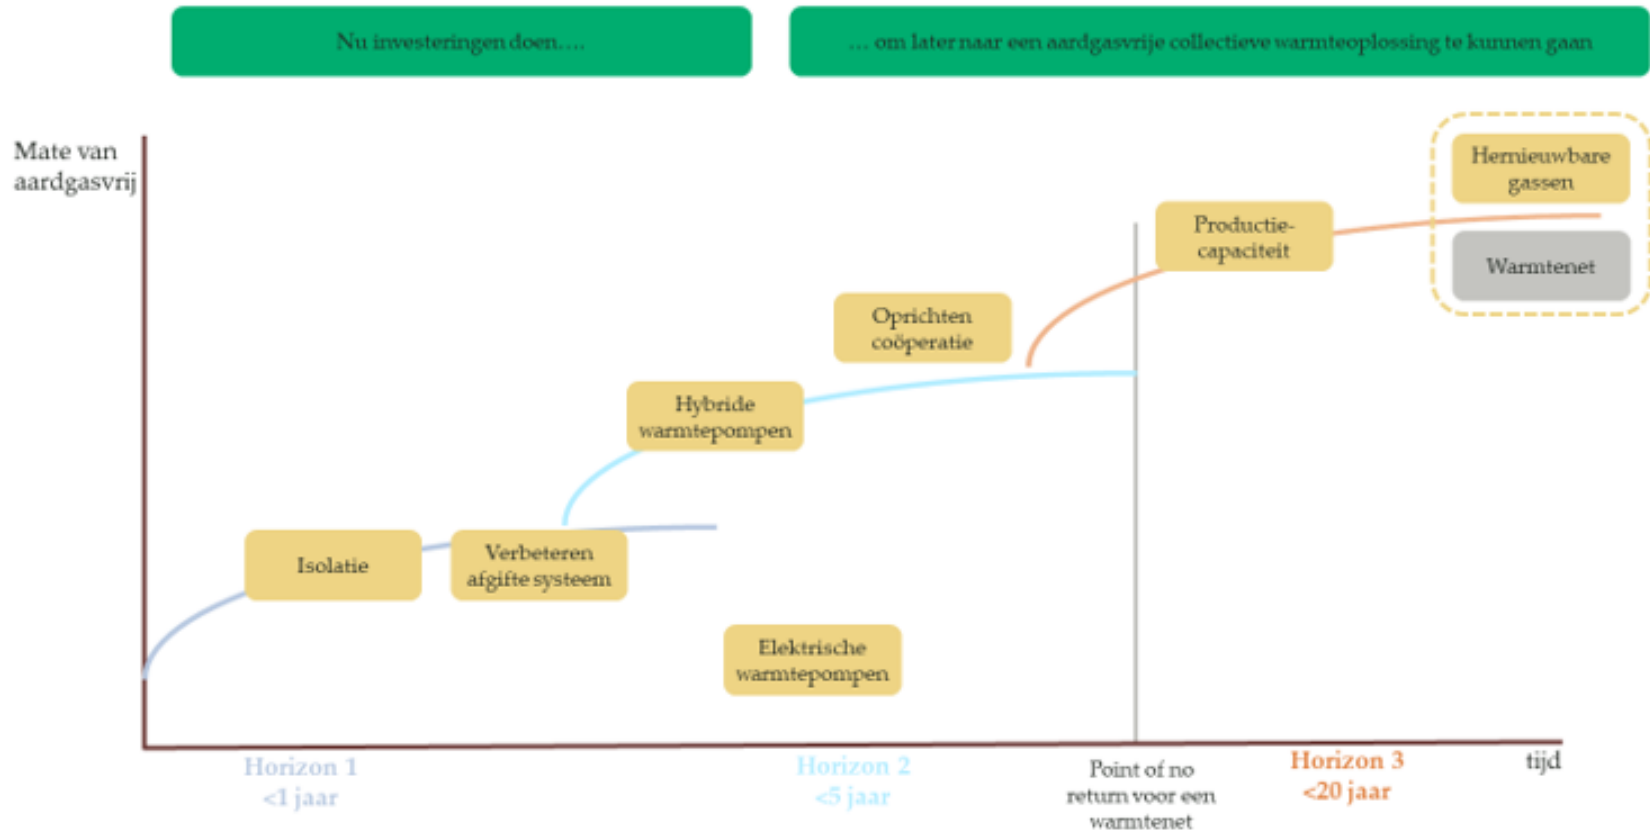 Nu investeringen doen….
… om later naar een aardgasvrije collectieve warmteoplossing te kunnen gaan
Mate van
aardgasvrij
Hernieuwbare
gassen
Productie-
capaciteit
Warmtenet
Oprichten
coöperatie
Hybride
warmtepompen
Isolatie
Verbeteren
afgifte systeem
Elektrische
warmtepompen
Horizon 1
<1 jaar
Horizon 2
<5 jaar
Point of no
return voor een
warmtenet
Horizon 3
<20 jaar
tijd